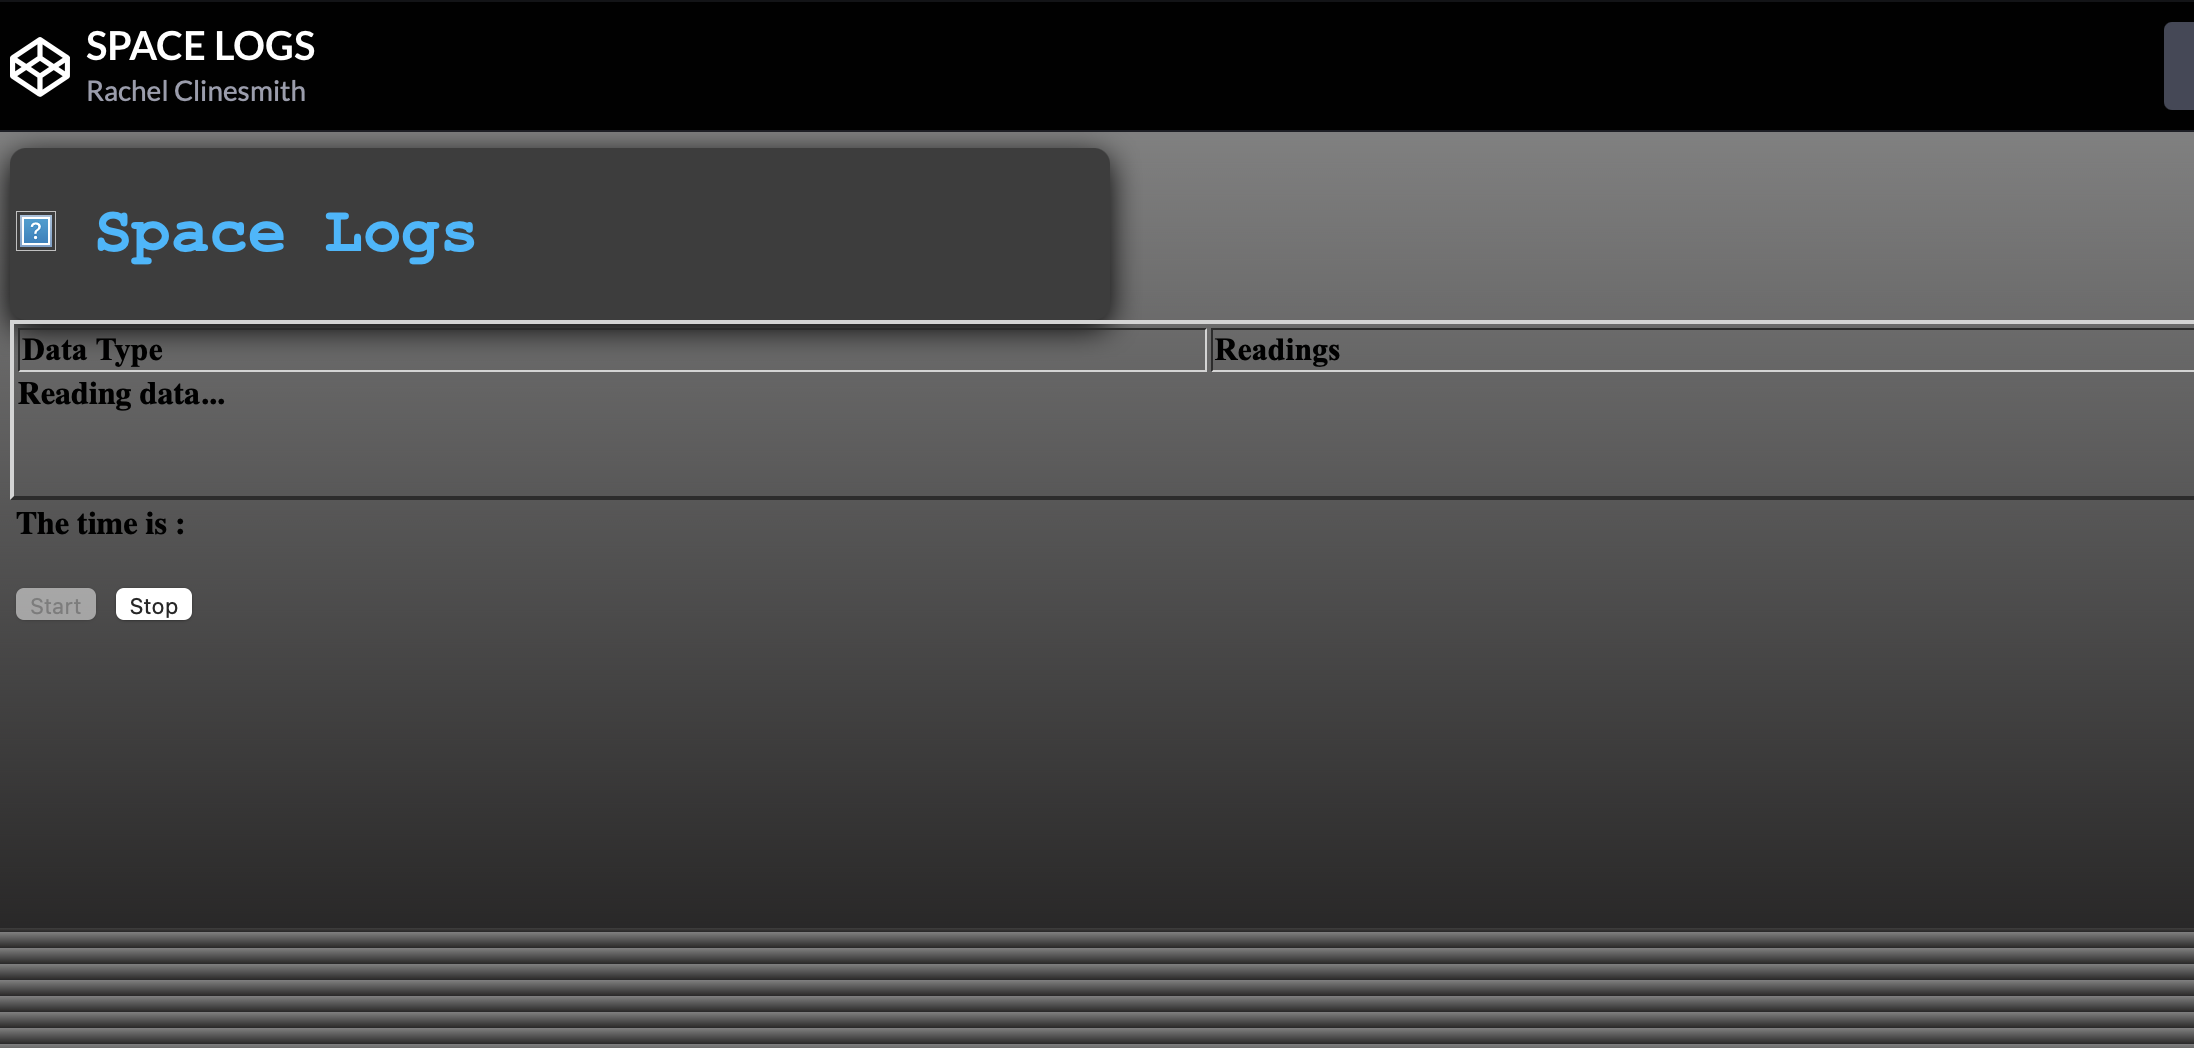 SPACE LOGS
Rachel Clinesmith
?
Space Logs
Data Type Readings
Reading data...
The time is :
Start Stop